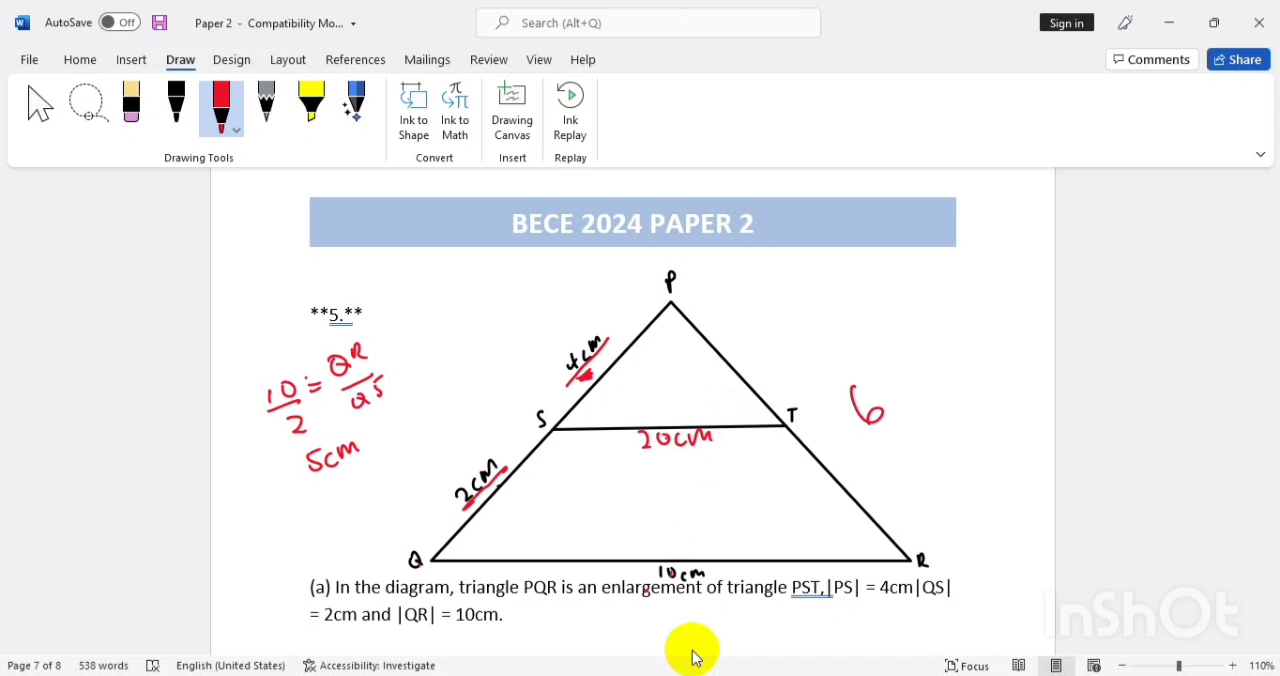 AutoSave Off Paper 2 - Compatibility Mo... Search (Alt+Q) Sign in
File Home Insert Draw Design Layout References Mailings Review View Help Comments Share
Ink to Shape Ink to Math Drawing Canvas Ink Replay
Drawing Tools Convert Insert Replay
BECE 2024 PAPER 2
P
**5.**
10/2 = QR/QS
5cm
4cm
6
S T
20cm
2cm
Q R
10cm
(a) In the diagram, triangle PQR is an enlargement of triangle PST,|PS| = 4cm|QS|
= 2cm and |QR| = 10cm.
InShOt
Page 7 of 8 538 words English (United States) Accessibility: Investigate Focus 110%